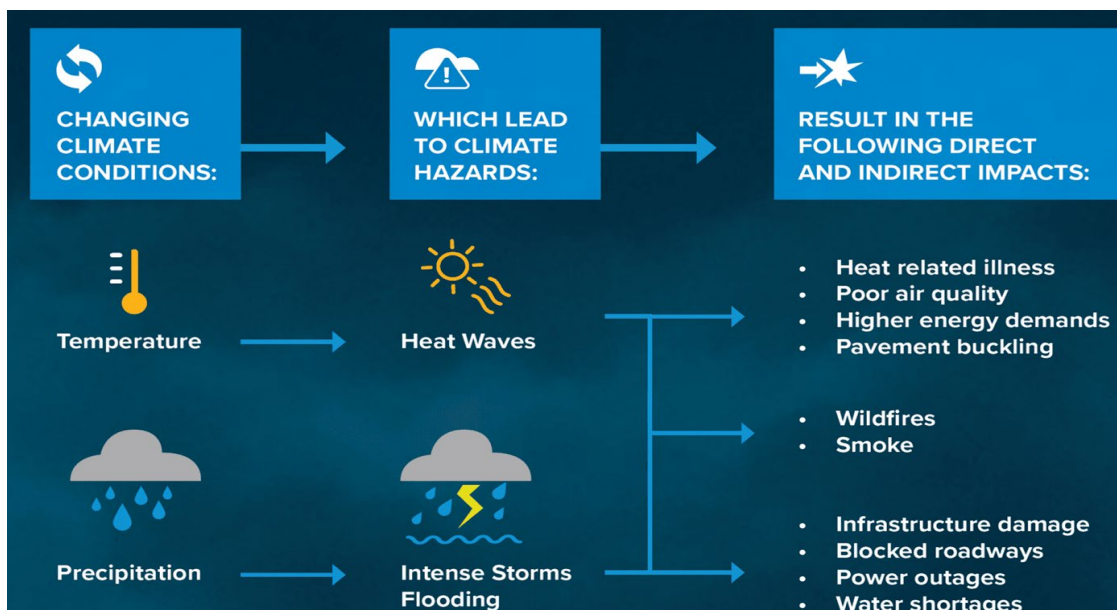 CHANGING
CLIMATE
CONDITIONS:
WHICH LEAD
TO CLIMATE
HAZARDS:
RESULT IN THE
FOLLOWING DIRECT
AND INDIRECT IMPACTS:
Temperature
Heat Waves
• Heat related illness
• Poor air quality
• Higher energy demands
• Pavement buckling
• Wildfires
• Smoke
Precipitation
Intense Storms
Flooding
• Infrastructure damage
• Blocked roadways
• Power outages
• Water shortages